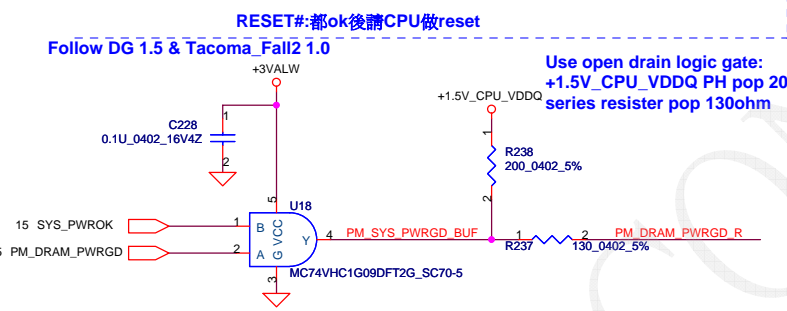 RESET#:都ok後請CPU做reset
Follow DG 1.5 & Tacoma_Fall2 1.0
Use open drain logic gate:
+1.5V_CPU_VDDQ PH pop 20
series resister pop 130ohm
+3VALW
+1.5V_CPU_VDDQ
1
C228
0.1U_0402_16V4Z
2
1
R238
200_0402_5%
2
5
U18
15 SYS_PWROK
1
B
VCC
Y
4
PM_SYS_PWRGD_BUF
1
2
PM_DRAM_PWRGD_R
PM_DRAM_PWRGD
2
A
G
R237
130_0402_5%
3
MC74VHC1G09DFT2G_SC70-5